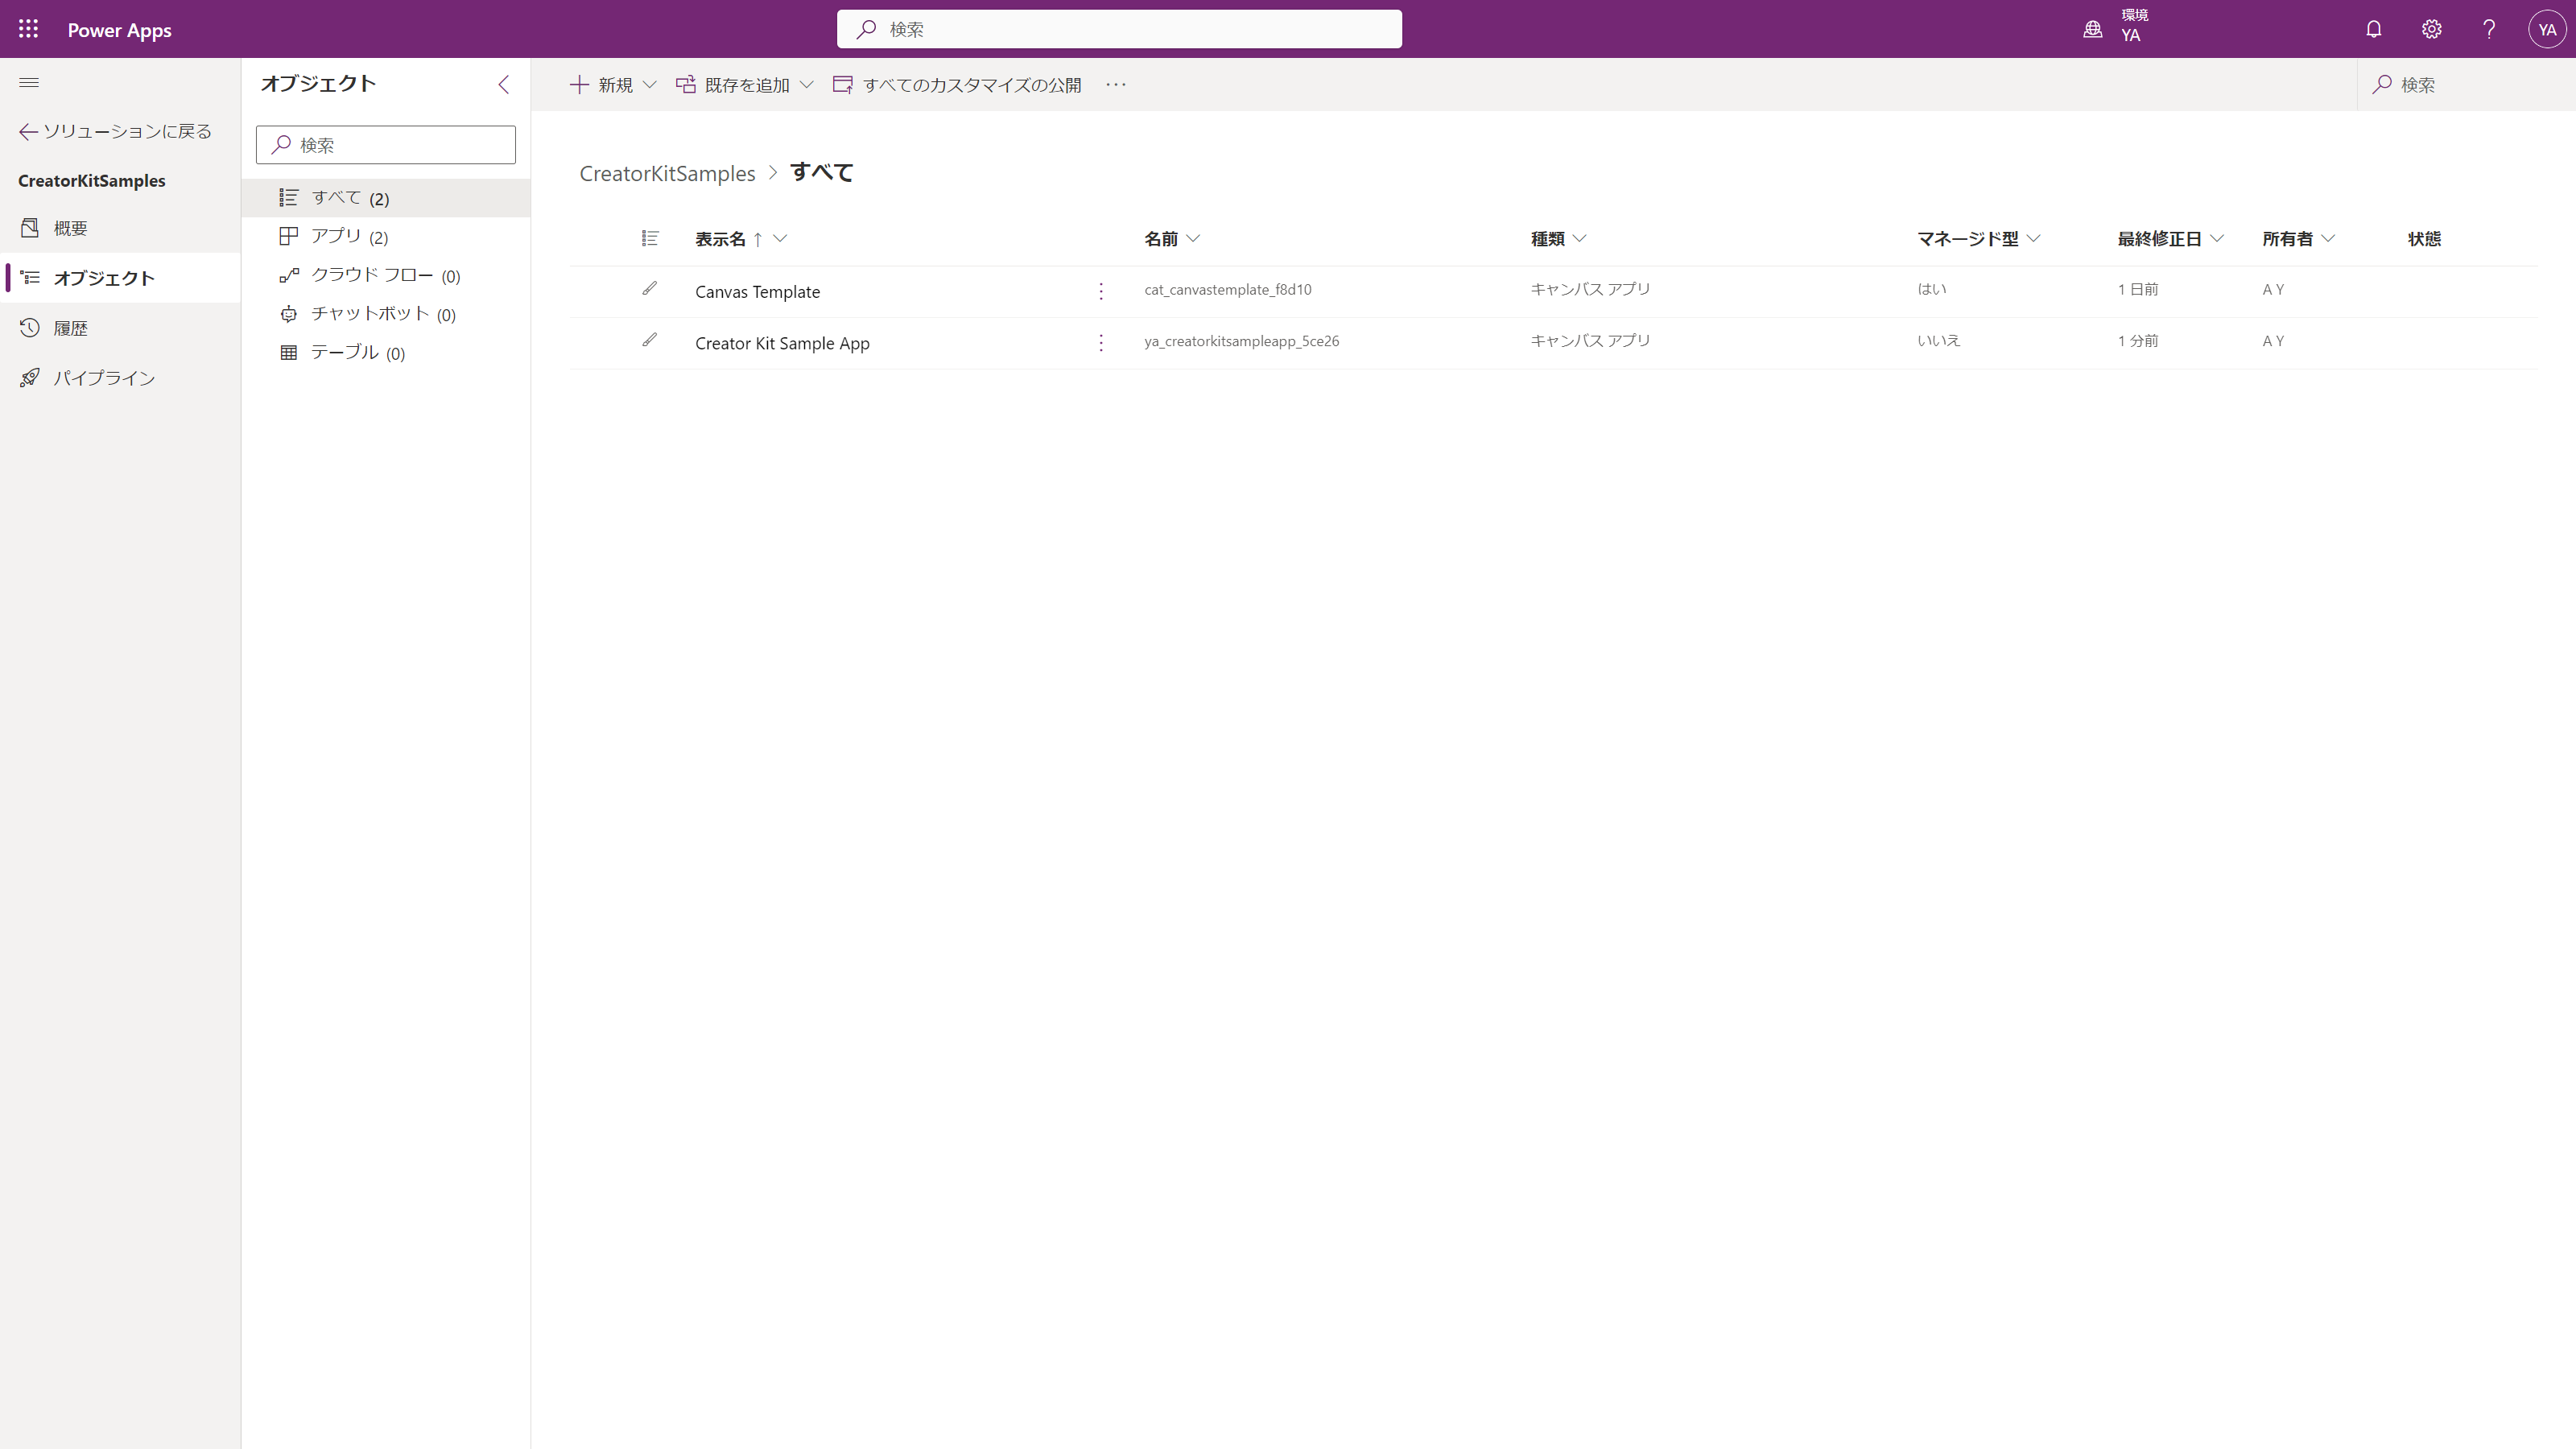 Power Apps
検索
環境
YA
YA
オブジェクト
新規
既存を追加
すべてのカスタマイズの公開
検索
ソリューションに戻る
検索
CreatorKitSamples
概要
オブジェクト
履歴
パイプライン
すべて (2)
アプリ (2)
クラウド フロー (0)
チャットボット (0)
テーブル (0)
CreatorKitSamples > すべて
表示名 ↑ 名前 種類 マネージド型 最終修正日 所有者 状態
Canvas Template cat_canvastemplate_f8d10 キャンバス アプリ はい 1 日前 A Y
Creator Kit Sample App ya_creatorkitsampleapp_5ce26 キャンバス アプリ いいえ 1 分前 A Y